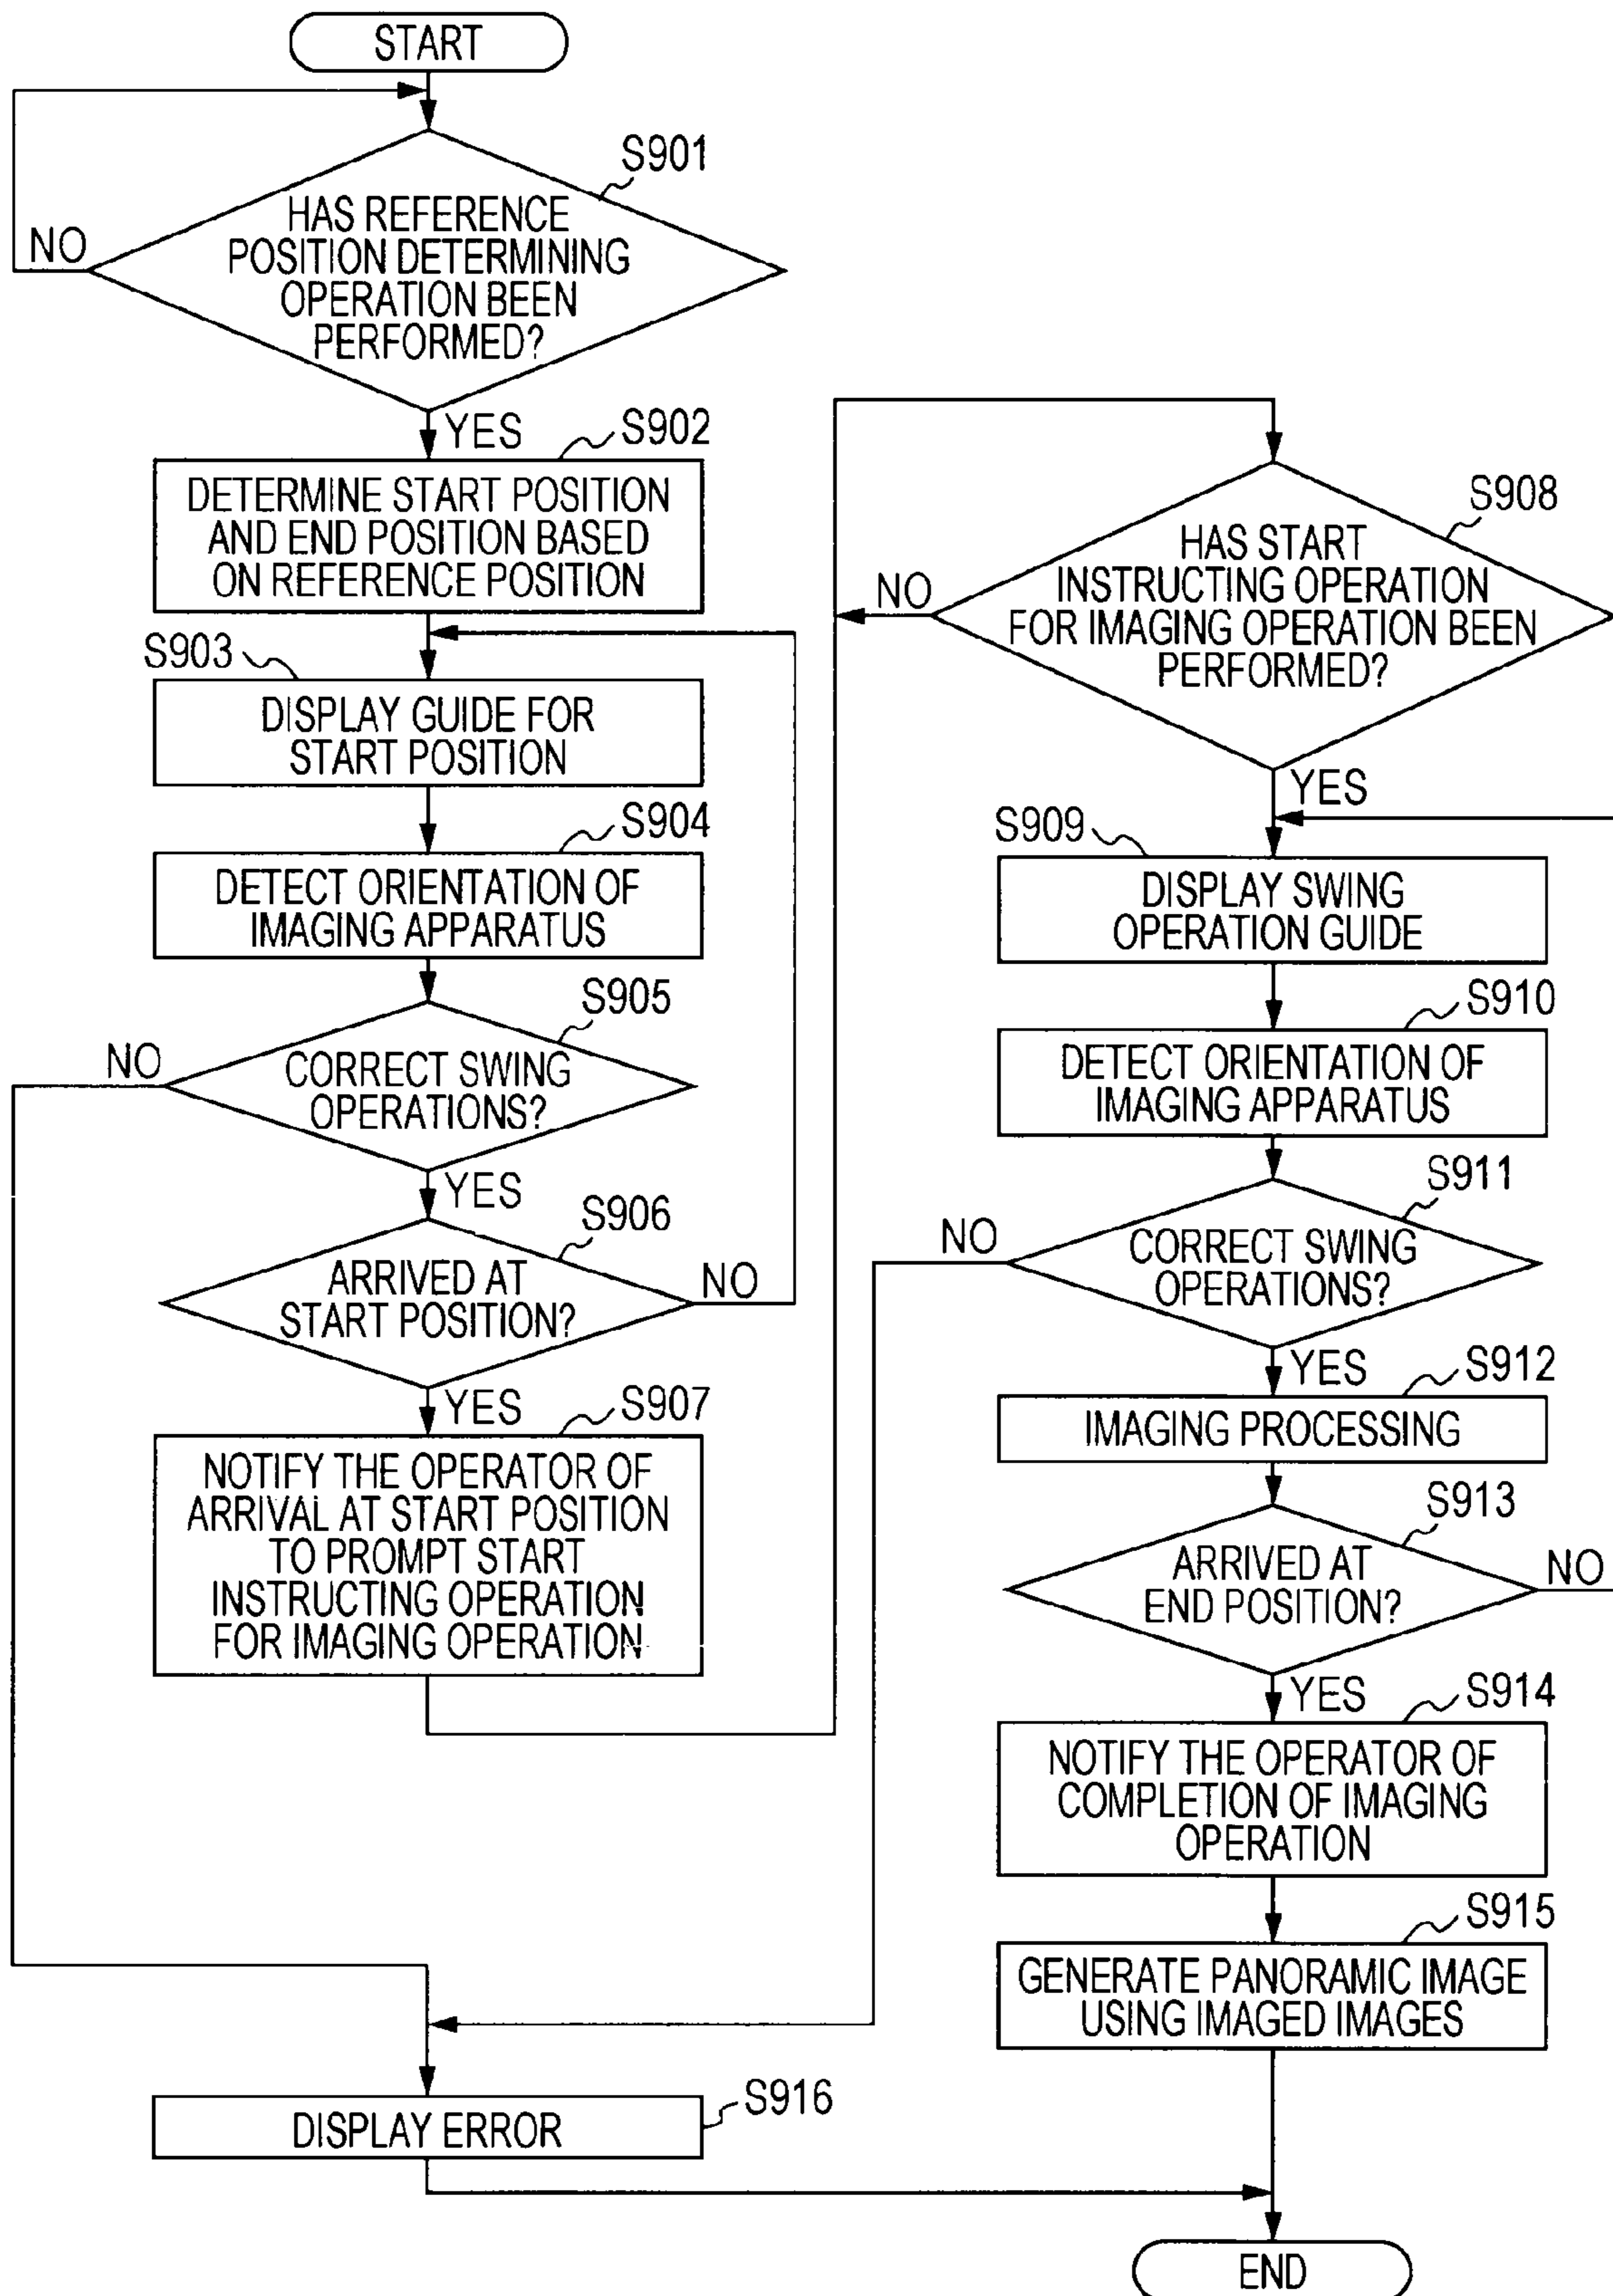 START
S901
HAS REFERENCE
POSITION DETERMINING
OPERATION BEEN
PERFORMED?
NO
YES
S902
DETERMINE START POSITION
AND END POSITION BASED
ON REFERENCE POSITION
S903
DISPLAY GUIDE FOR
START POSITION
S904
DETECT ORIENTATION OF
IMAGING APPARATUS
S905
NO
CORRECT SWING
OPERATIONS?
YES
S906
ARRIVED AT
START POSITION?
NO
YES
S907
NOTIFY THE OPERATOR OF
ARRIVAL AT START POSITION
TO PROMPT START
INSTRUCTING OPERATION
FOR IMAGING OPERATION
S908
HAS START
INSTRUCTING OPERATION
FOR IMAGING OPERATION BEEN
PERFORMED?
NO
YES
S909
DISPLAY SWING
OPERATION GUIDE
S910
DETECT ORIENTATION OF
IMAGING APPARATUS
S911
NO
CORRECT SWING
OPERATIONS?
YES
S912
IMAGING PROCESSING
S913
ARRIVED AT
END POSITION?
NO
YES
S914
NOTIFY THE OPERATOR OF
COMPLETION OF IMAGING
OPERATION
S915
GENERATE PANORAMIC IMAGE
USING IMAGED IMAGES
S916
DISPLAY ERROR
END